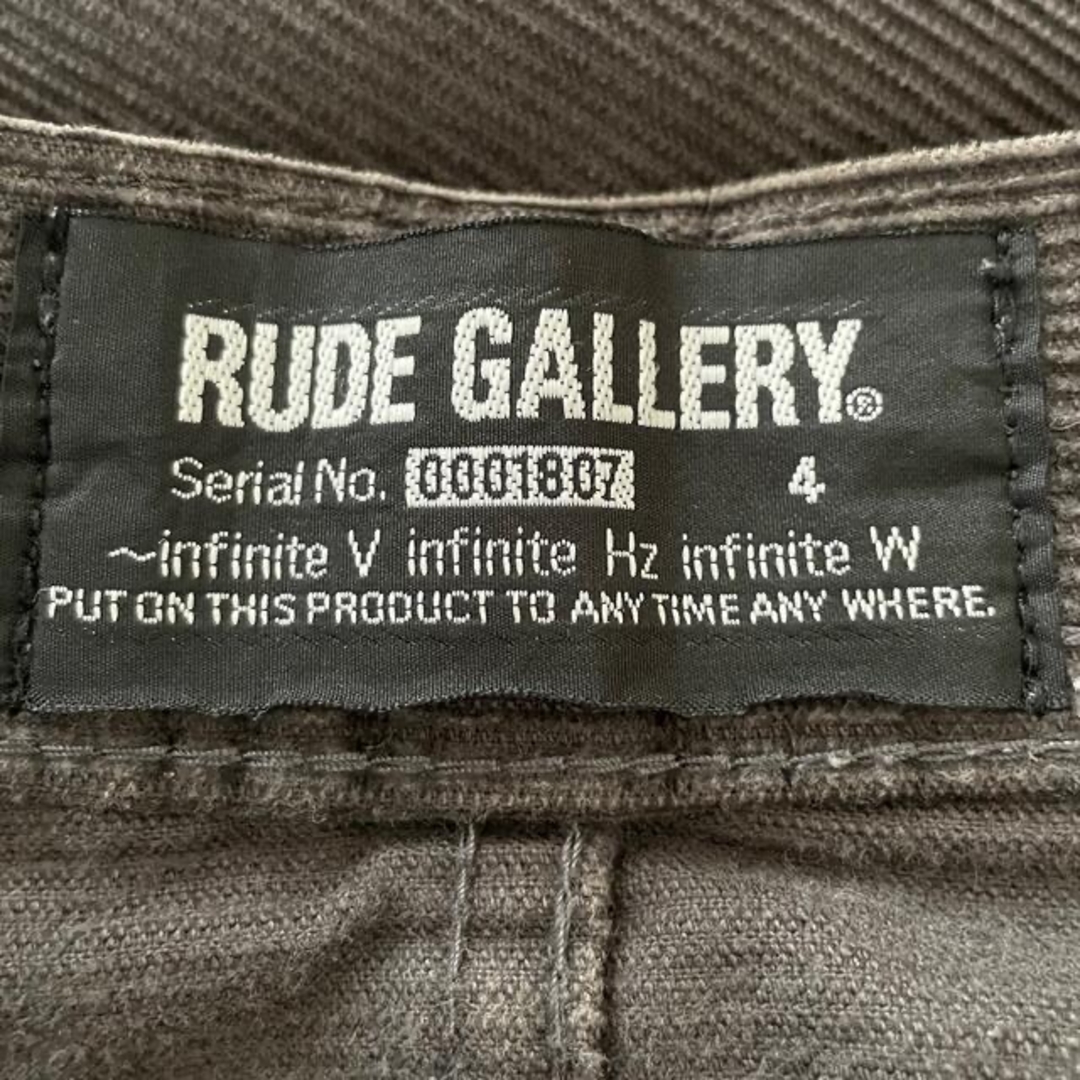 RUDE GALLERY®
Serial No. 0001807 4
~infinite V infinite Hz infinite W
PUT ON THIS PRODUCT TO ANY TIME ANY WHERE.